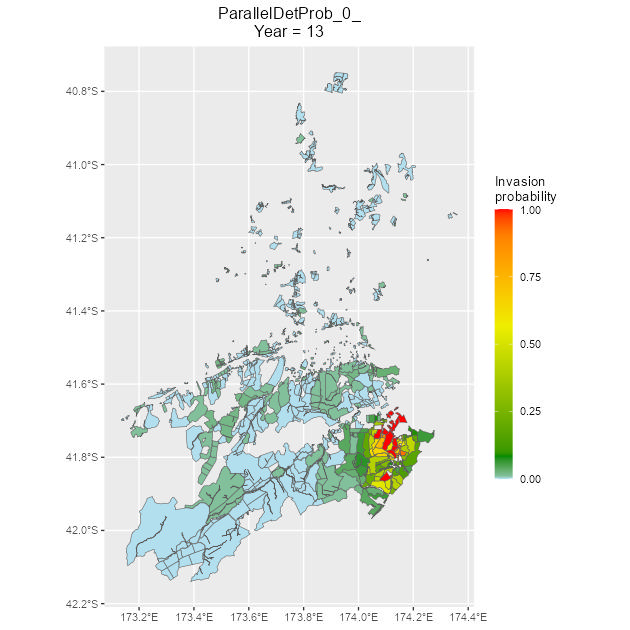 ParallelDetProb_0_
Year = 13
40.8°S
41.0°S
41.2°S
41.4°S
41.6°S
41.8°S
42.0°S
42.2°S
173.2°E 173.4°E 173.6°E 173.8°E 174.0°E 174.2°E 174.4°E
Invasion
probability
1.00
0.75
0.50
0.25
0.00